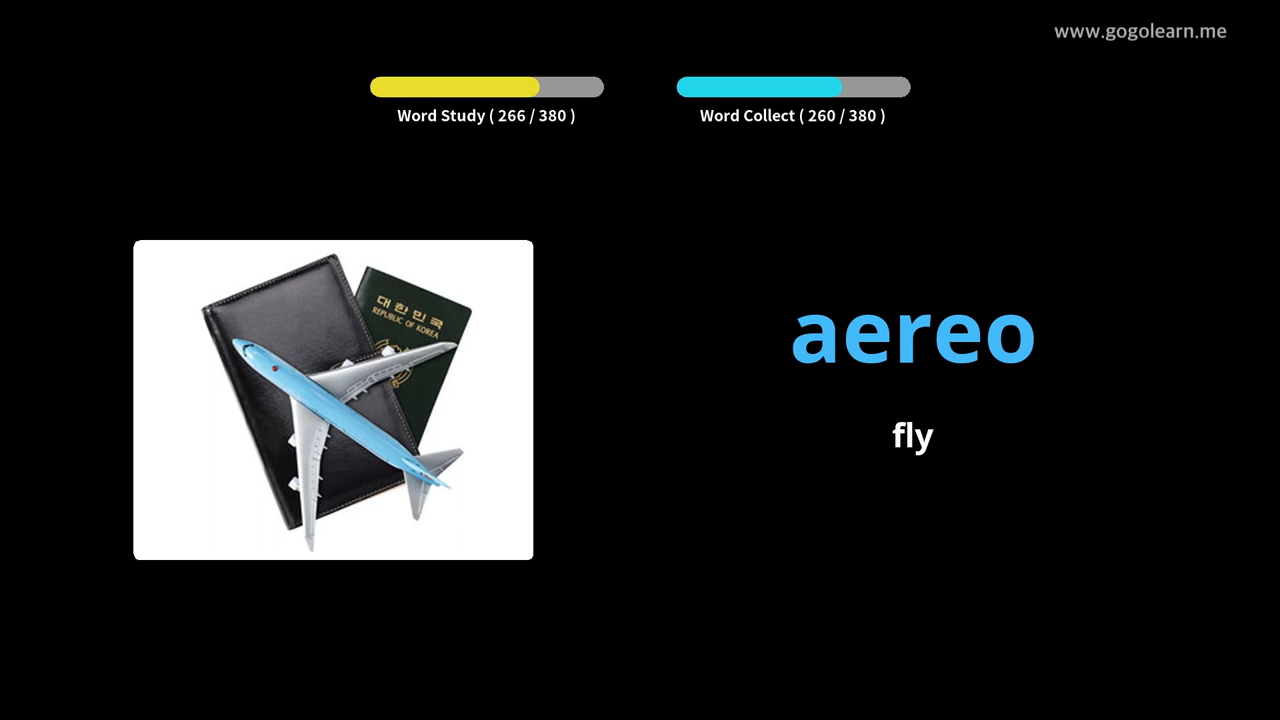 www.gogolearn.me
Word Study ( 266 / 380 )
Word Collect ( 260 / 380 )
대한민국
REPUBLIC OF KOREA
aereo
fly